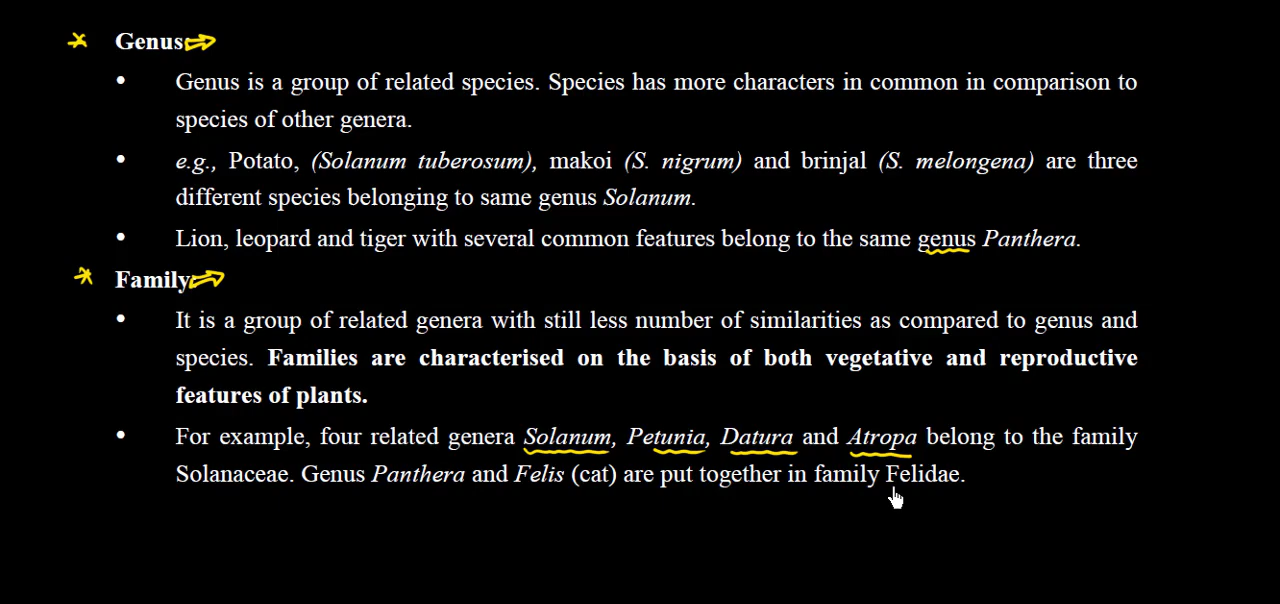 Genus
• Genus is a group of related species. Species has more characters in common in comparison to
species of other genera.
• e.g., Potato, (Solanum tuberosum), makoi (S. nigrum) and brinjal (S. melongena) are three
different species belonging to same genus Solanum.
• Lion, leopard and tiger with several common features belong to the same genus Panthera.
Family
• It is a group of related genera with still less number of similarities as compared to genus and
species. Families are characterised on the basis of both vegetative and reproductive
features of plants.
• For example, four related genera Solanum, Petunia, Datura and Atropa belong to the family
Solanaceae. Genus Panthera and Felis (cat) are put together in family Felidae.